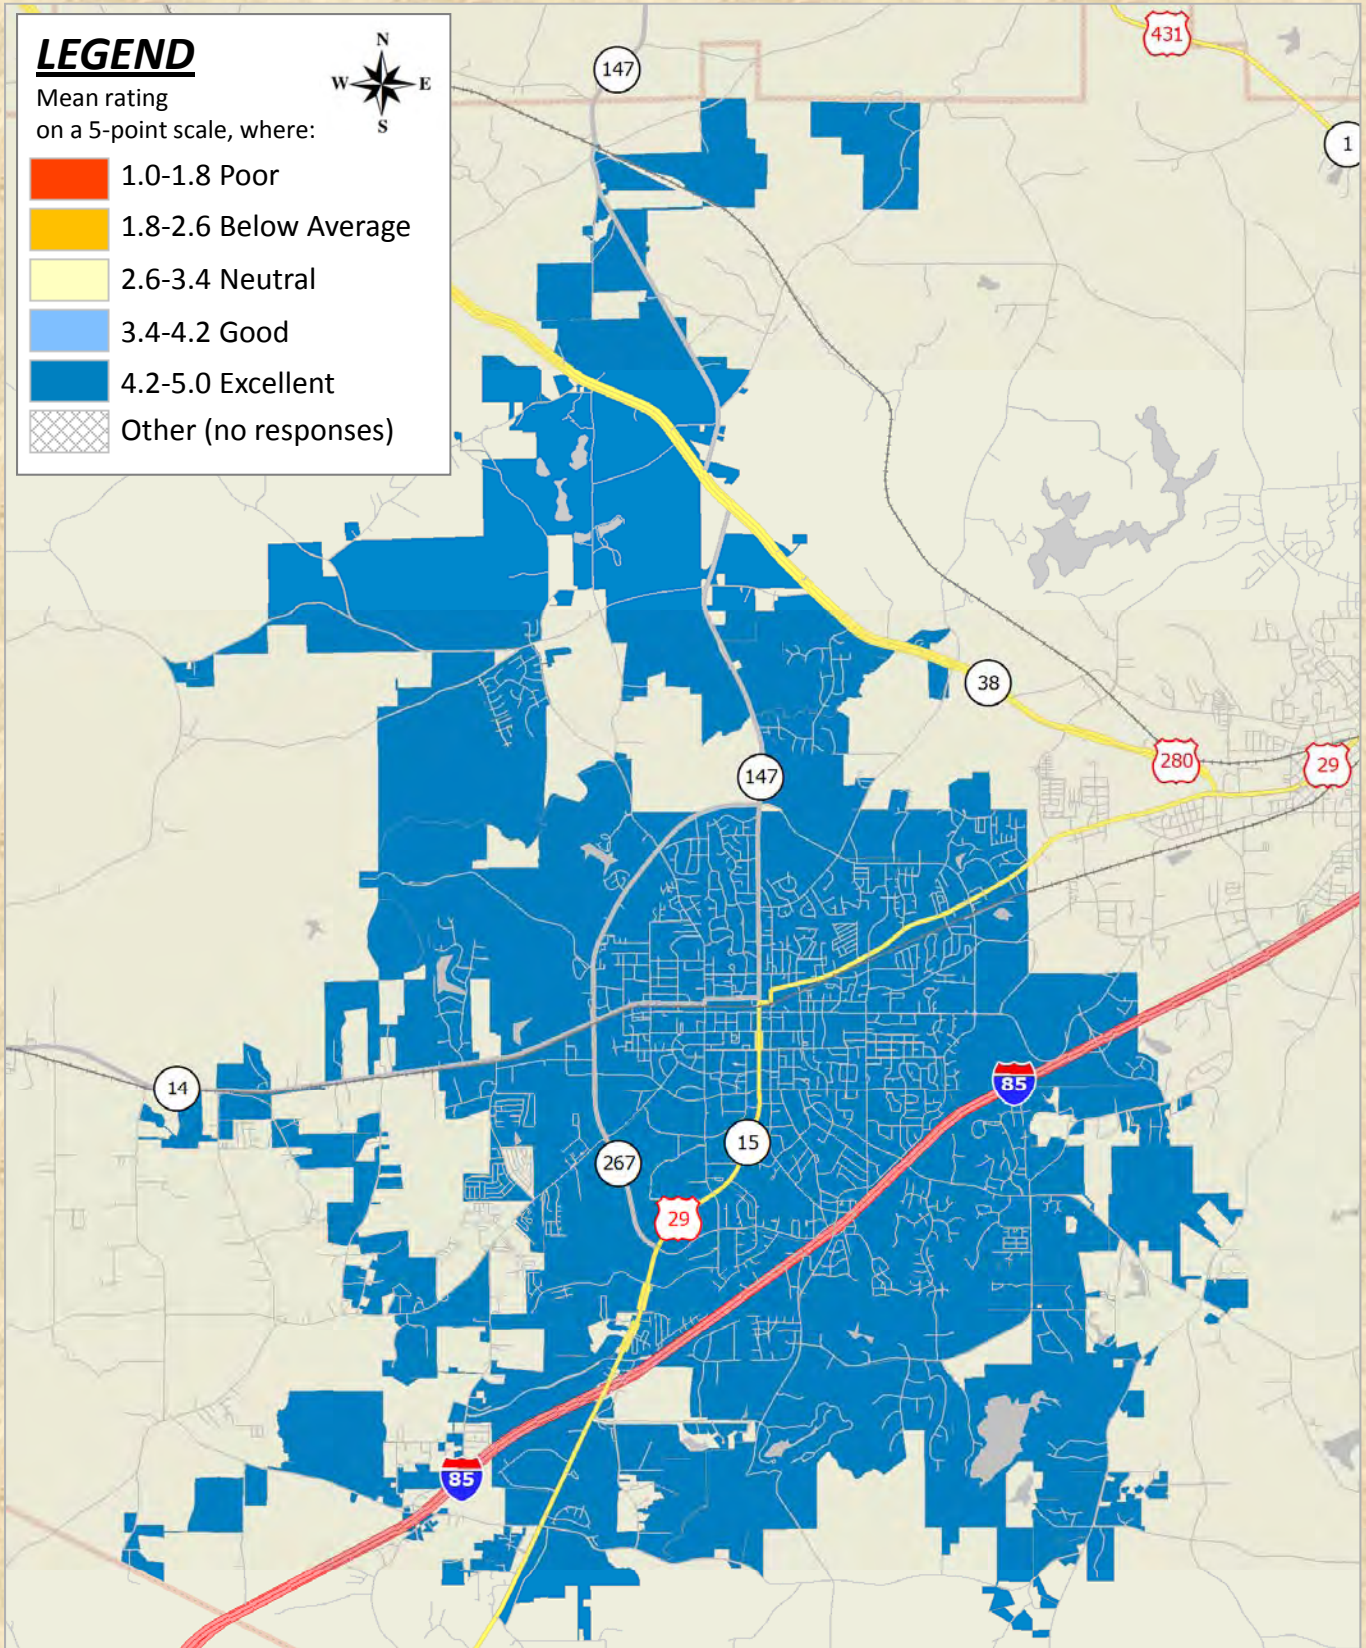 LEGEND
Mean rating
on a 5-point scale, where:
1.0-1.8 Poor
1.8-2.6 Below Average
2.6-3.4 Neutral
3.4-4.2 Good
4.2-5.0 Excellent
Other (no responses)
N
W E
S
431
147
1
38
280
29
147
14
85
15
267
29
85